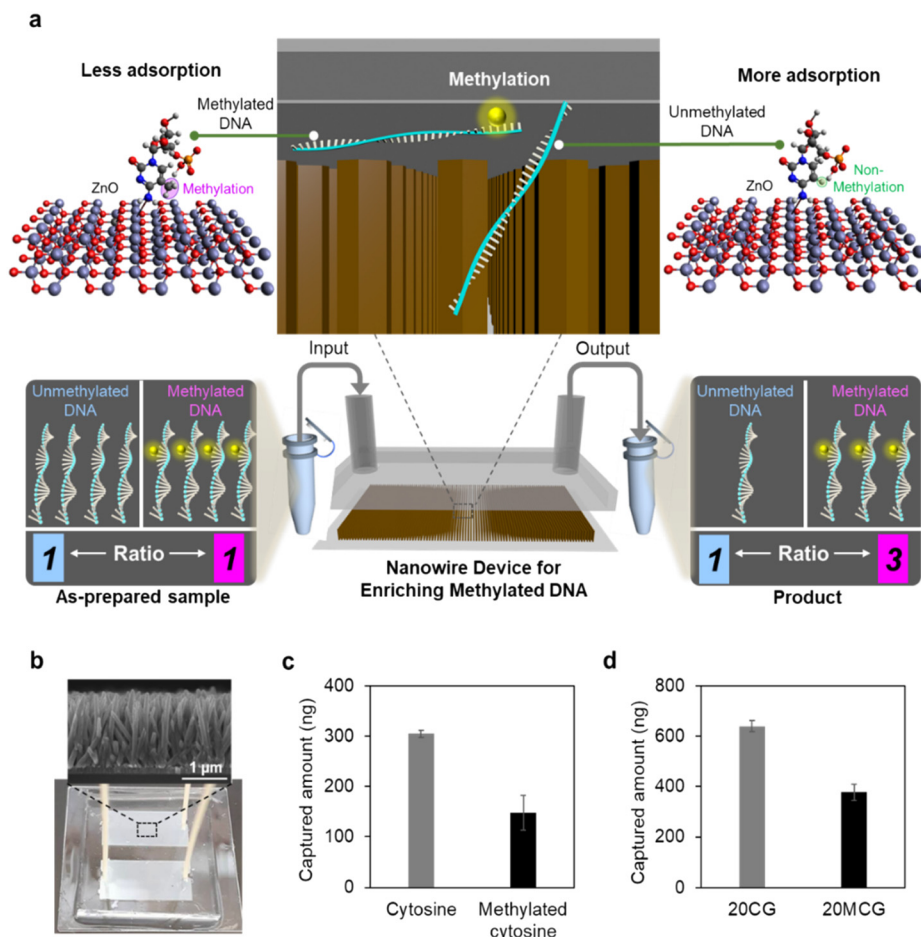 a
Less adsorption
Methylated
DNA
ZnO
Methylation
Methylation
More adsorption
Unmethylated
DNA
ZnO
Non-
Methylation
Input
Output
Unmethylated
DNA
Methylated
DNA
1 Ratio 1
As-prepared sample
Nanowire Device for
Enriching Methylated DNA
Unmethylated
DNA
Methylated
DNA
1 Ratio 3
Product
b
1 µm
c
Captured amount (ng)
400
300
200
100
0
Cytosine
Methylated
cytosine
d
Captured amount (ng)
800
600
400
200
0
20CG
20MCG